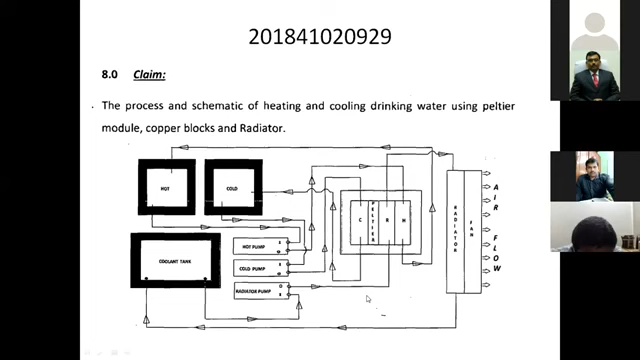 201841020929
8.0 Claim:
The process and schematic of heating and cooling drinking water using peltier
module, copper blocks and Radiator.
HOT
COLD
COOLANT TANK
HOT PUMP
I
O
COLD PUMP
I
O
RADIATOR PUMP
O
I
C
PELTIER
R
H
RADIATOR
FAN
AIR FLOW